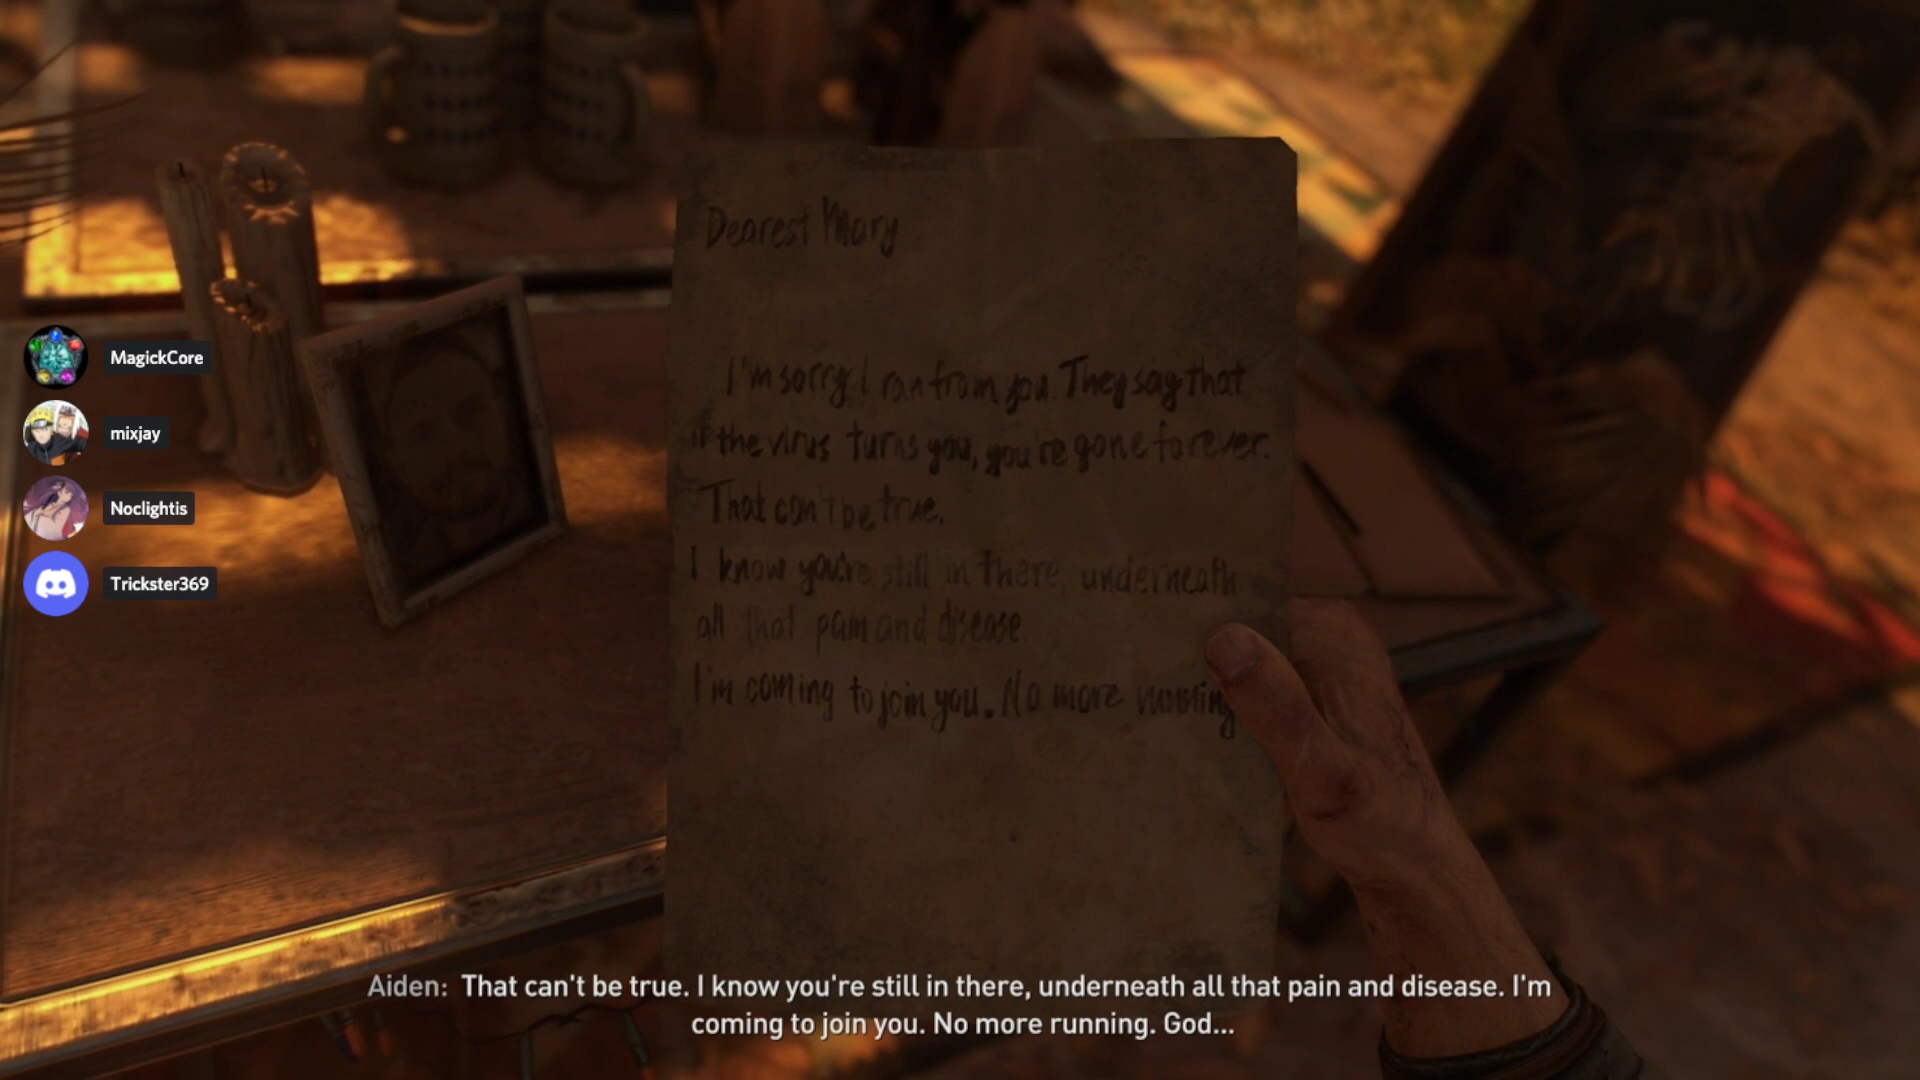 Dearest Mary
I'm sorry I ran from you. They say that
if the virus turns you, you're gone forever.
That can't be true.
I know you're still in there, underneath
all that pain and disease.
I'm coming to join you. No more running
MagickCore
mixjay
Noclightis
Trickster369
Aiden: That can't be true. I know you're still in there, underneath all that pain and disease. I'm
coming to join you. No more running. God...